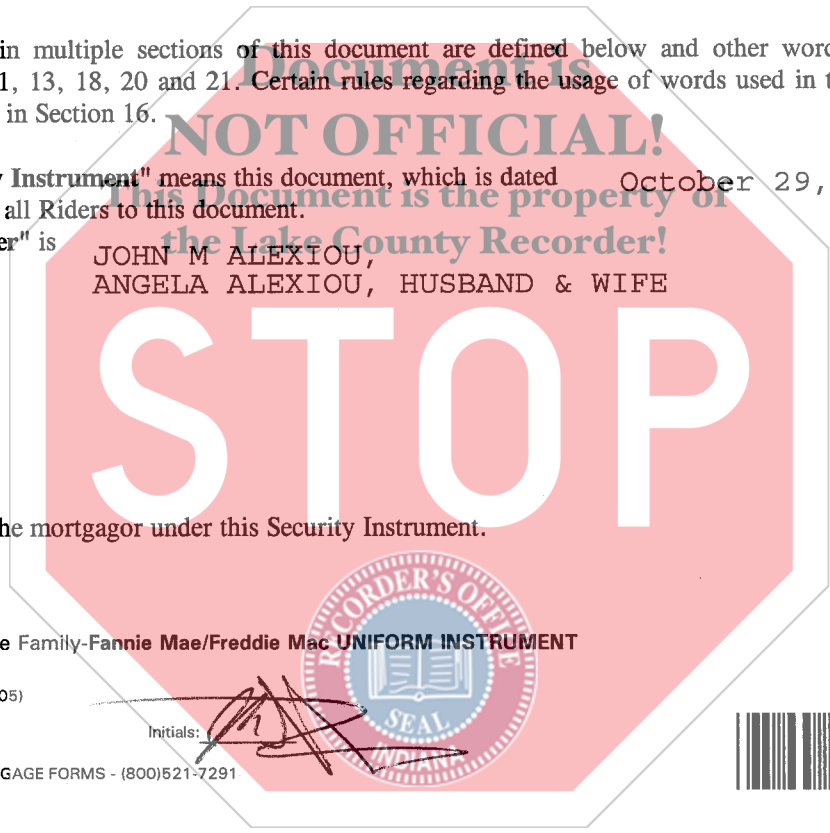 in multiple sections of this document are defined below and other
1, 13, 18, 20 and 21. Certain rules regarding the usage of words used in
in Section 16.
Document is
NOT OFFICIAL!
This Document is the property of
the Lake County Recorder!
Instrument" means this document, which is dated October 29,
all Riders to this document.
er" is
JOHN M ALEXIOU,
ANGELA ALEXIOU, HUSBAND & WIFE
STOP
he mortgagor under this Security Instrument.
RECORDER'S OFFICE
SEAL
INDIANA
e Family-Fannie Mae/Freddie Mac UNIFORM INSTRUMENT
05)
Initials:
GAGE FORMS - (800)521-7291